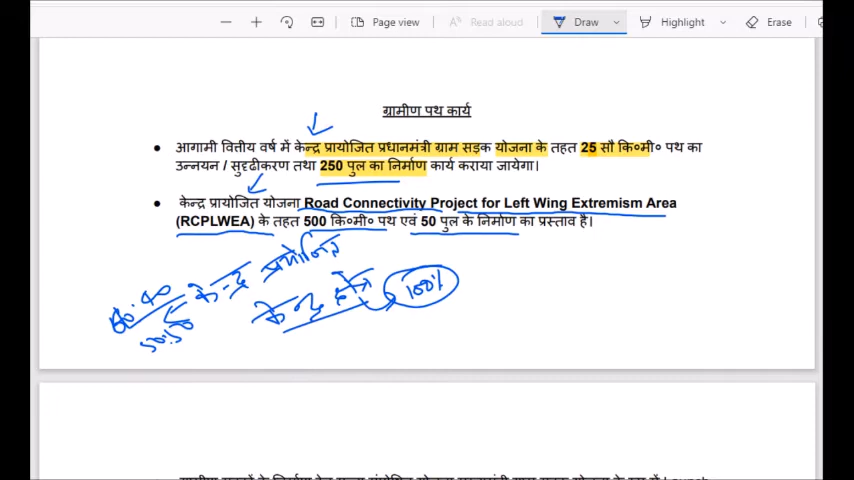 Page view
Read aloud
Draw
Highlight
Erase
ग्रामीण पथ कार्य
आगामी वित्तीय वर्ष में केन्द्र प्रायोजित प्रधानमंत्री ग्राम सड़क योजना के तहत 25 सौ कि०मी० पथ का
उन्नयन / सुदृढीकरण तथा 250 पुल का निर्माण कार्य कराया जायेगा।
केन्द्र प्रायोजित योजना Road Connectivity Project for Left Wing Extremism Area
(RCPLWEA) के तहत 500 कि०मी० पथ एवं 50 पुल के निर्माण का प्रस्ताव है।
केन्द्र प्रायोजित
60:40
50:50
केन्द्र क्षेत्र
100%